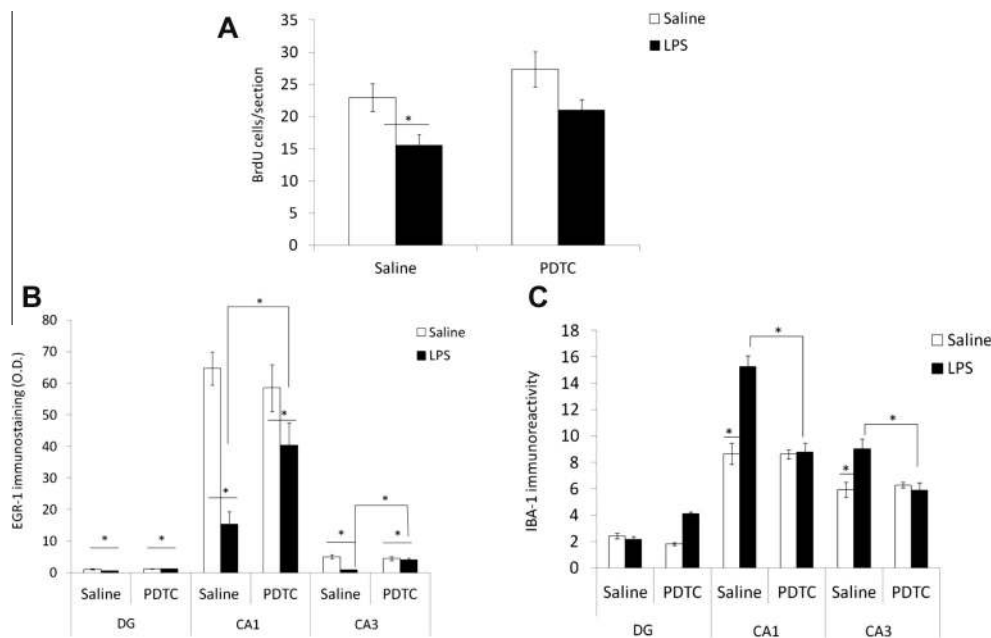 A
Saline
LPS
BrdU cells/section
35
30
25
20
15
10
5
0
*
Saline PDTC
B
EGR-1 immunostaining (O.D.)
80
70
60
50
40
30
20
10
0
Saline
LPS
* * * * * * * *
Saline PDTC Saline PDTC Saline PDTC
DG CA1 CA3
C
IBA-1 immunoreactivity
18
16
14
12
10
8
6
4
2
0
Saline
LPS
* * * *
Saline PDTC Saline PDTC Saline PDTC
DG CA1 CA3